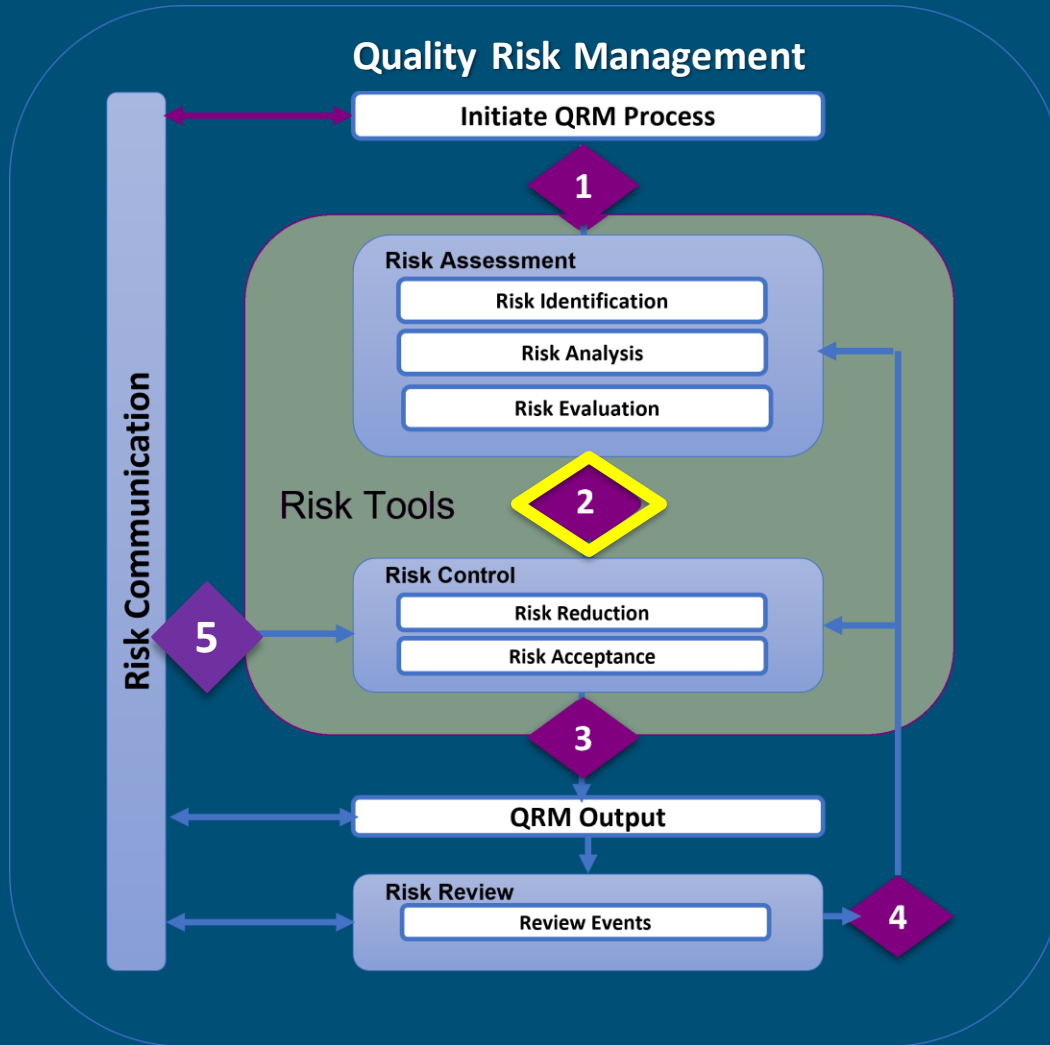 Quality Risk Management
Initiate QRM Process
1
Risk Assessment
Risk Identification
Risk Analysis
Risk Evaluation
Risk Communication
Risk Tools
2
Risk Control
Risk Reduction
Risk Acceptance
5
3
QRM Output
Risk Review
Review Events
4